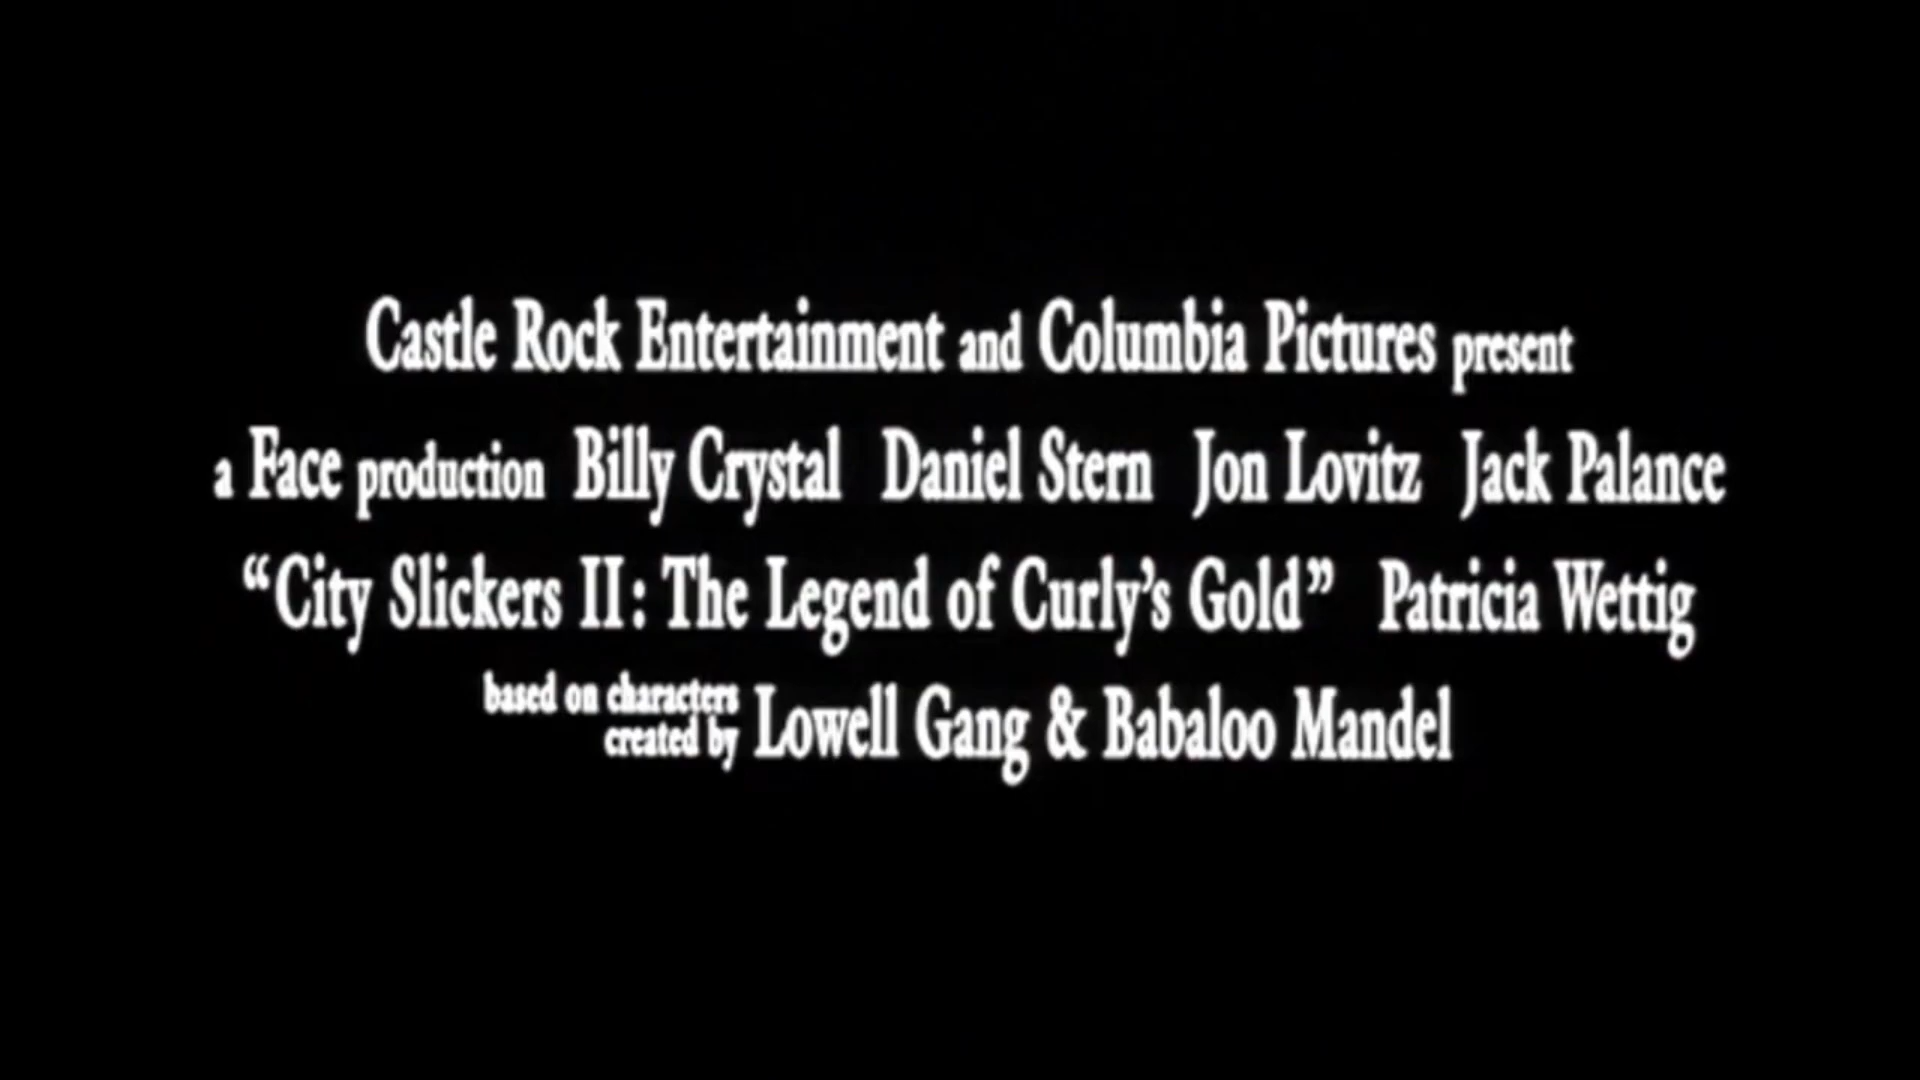 Castle Rock Entertainment and Columbia Pictures present
a Face production Billy Crystal Daniel Stern Jon Lovitz Jack Palance
“City Slickers II: The Legend of Curly’s Gold” Patricia Wettig
based on characters
created by Lowell Gang & Babaloo Mandel